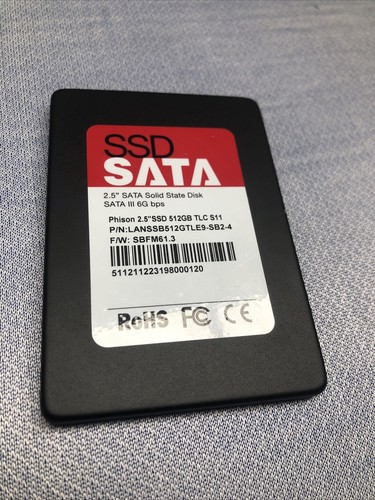 SSD
SATA
2.5" SATA Solid State Disk
SATA III 6G bps
Phison 2.5"SSD 512GB TLC S11
P/N:LANSSB512GTLE9-SB2-4
F/W: SBFM61.3
511211223198000120
RoHS FC CE